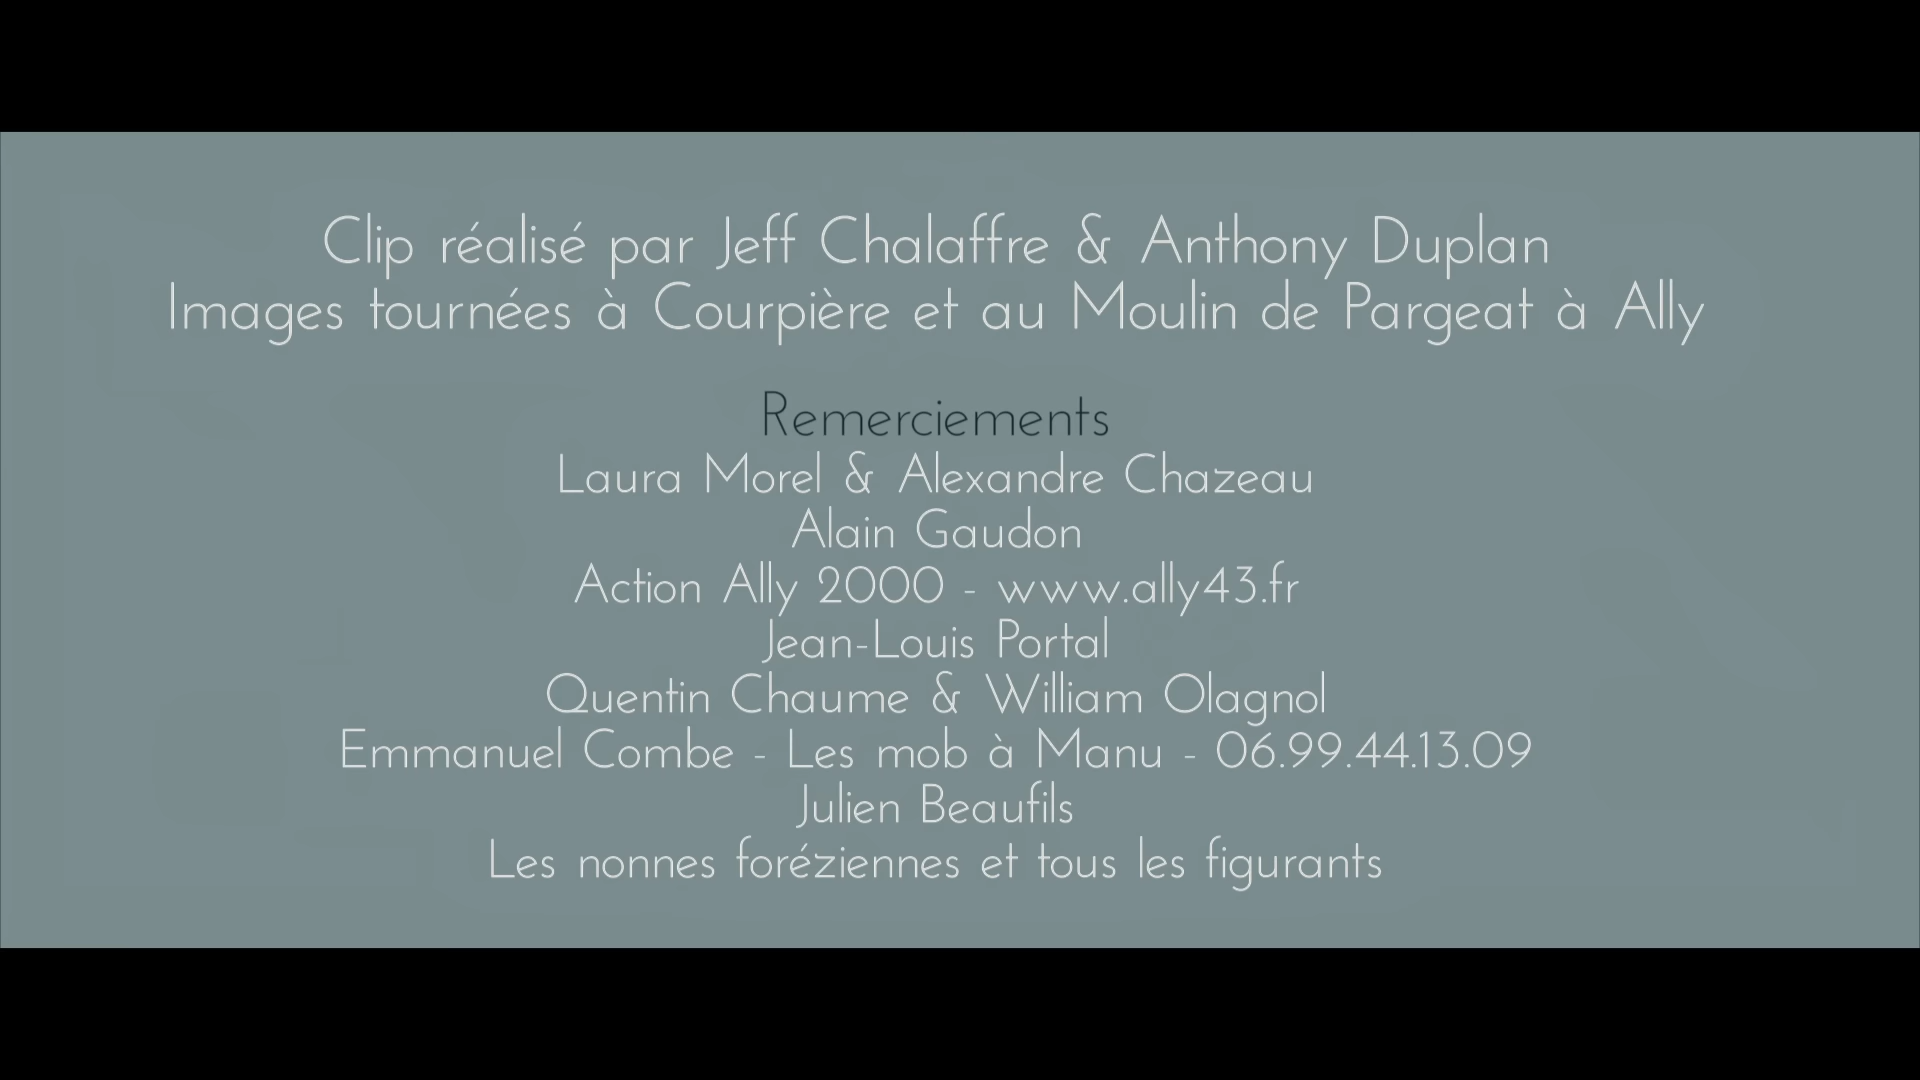 Clip réalisé par Jeff Chalaffre & Anthony Duplan
Images tournées à Courpière et au Moulin de Pargeat à Ally
Remerciements
Laura Morel & Alexandre Chazeau
Alain Gaudon
Action Ally 2000 - www.ally43.fr
Jean-Louis Portal
Quentin Chaume & William Olagnol
Emmanuel Combe - Les mob à Manu - 06.99.44.13.09
Julien Beaufils
Les nonnes foréziennes et tous les figurants